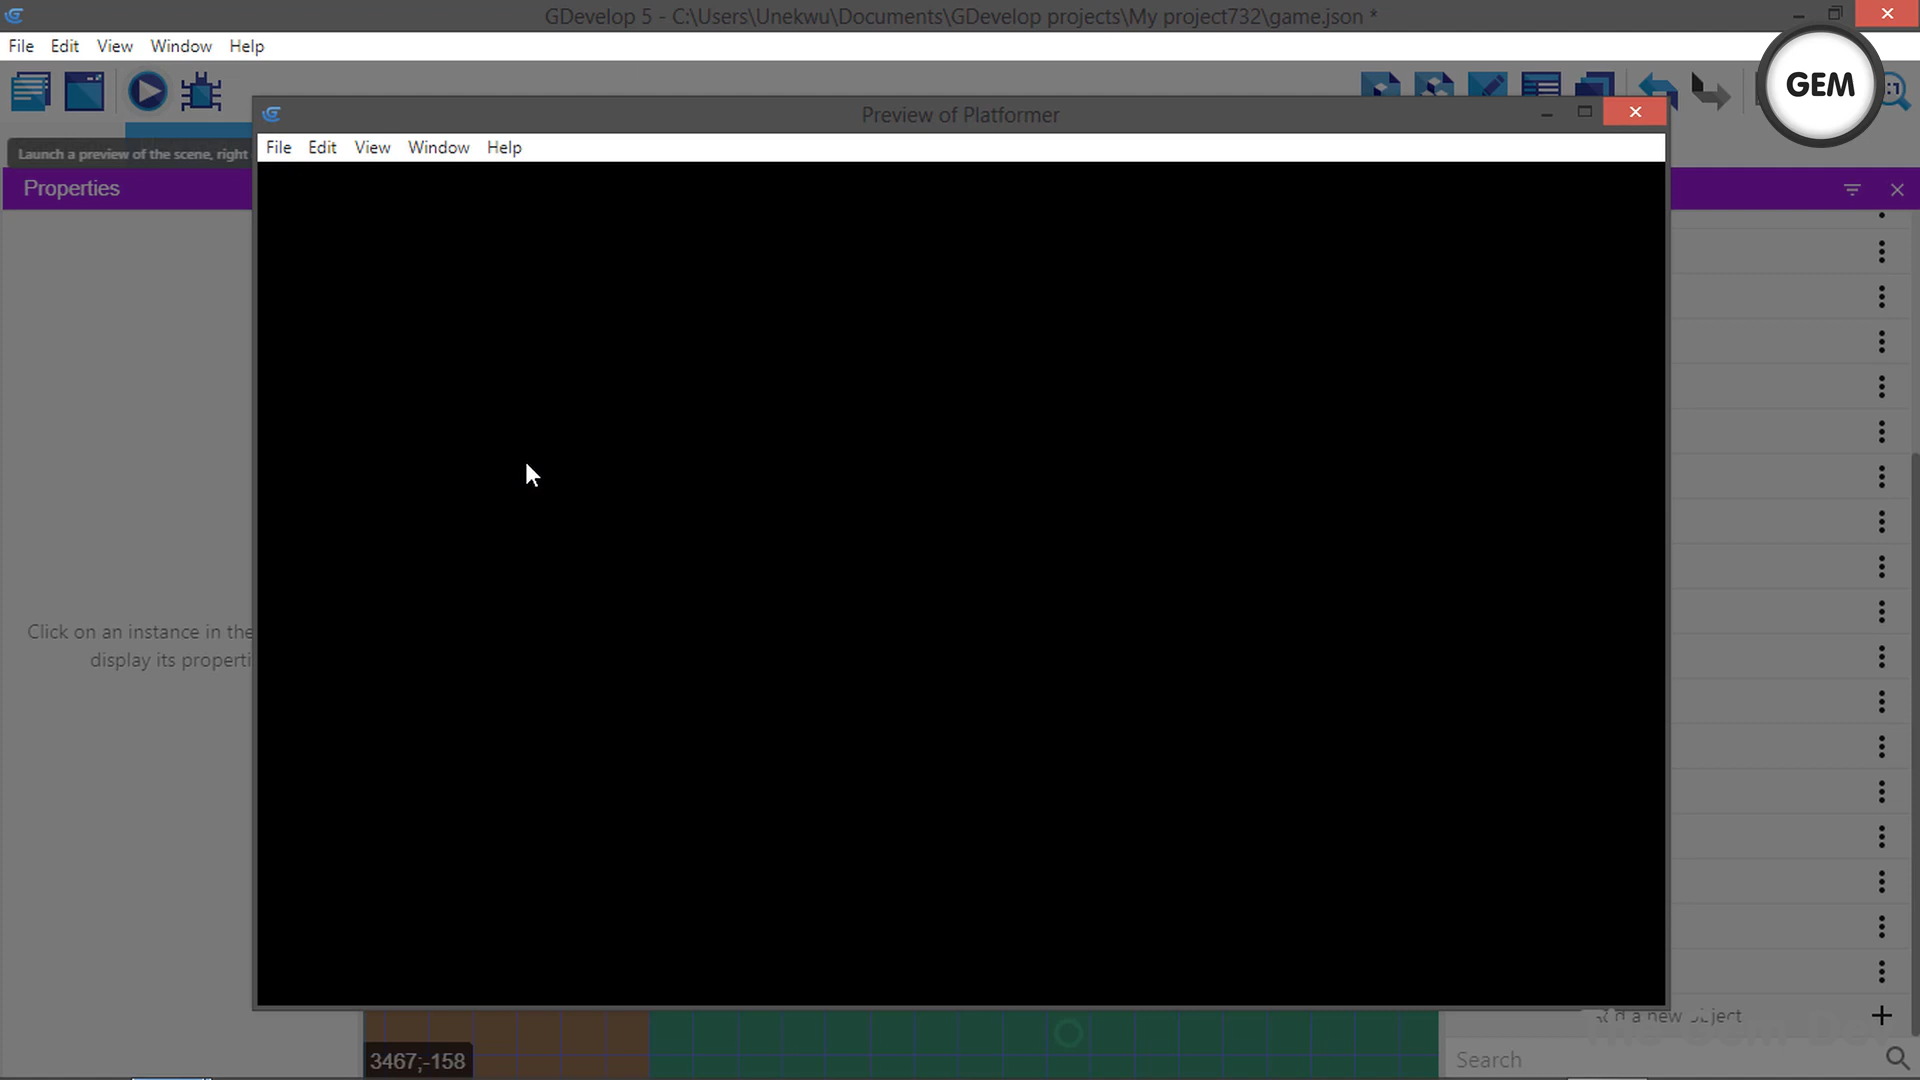 GDevelop 5 - C:\Users\Unekwu\Documents\GDevelop projects\My project732\game.json *
File Edit View Window Help
GEM
Preview of Platformer
File Edit View Window Help
Launch a preview of the scene, right
Properties
Click on an instance in the
display its properti
a new object
3467;-158
Search